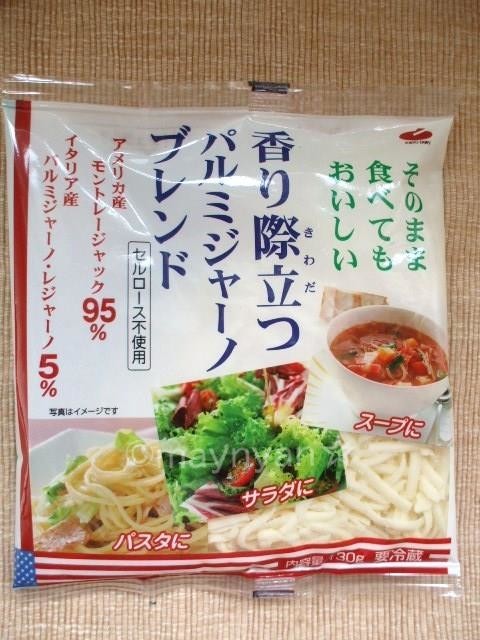 そのまま
食べても
おいしい
香り際立つ
きわだ
パルミジャーノ
ブレンド
セルロース不使用
アメリカ産
モントレージャック
95%
イタリア産
パルミジャーノ・レジャーノ
5%
写真はイメージです
スープに
サラダに
パスタに
©maynyan
内容量 130g 要冷蔵